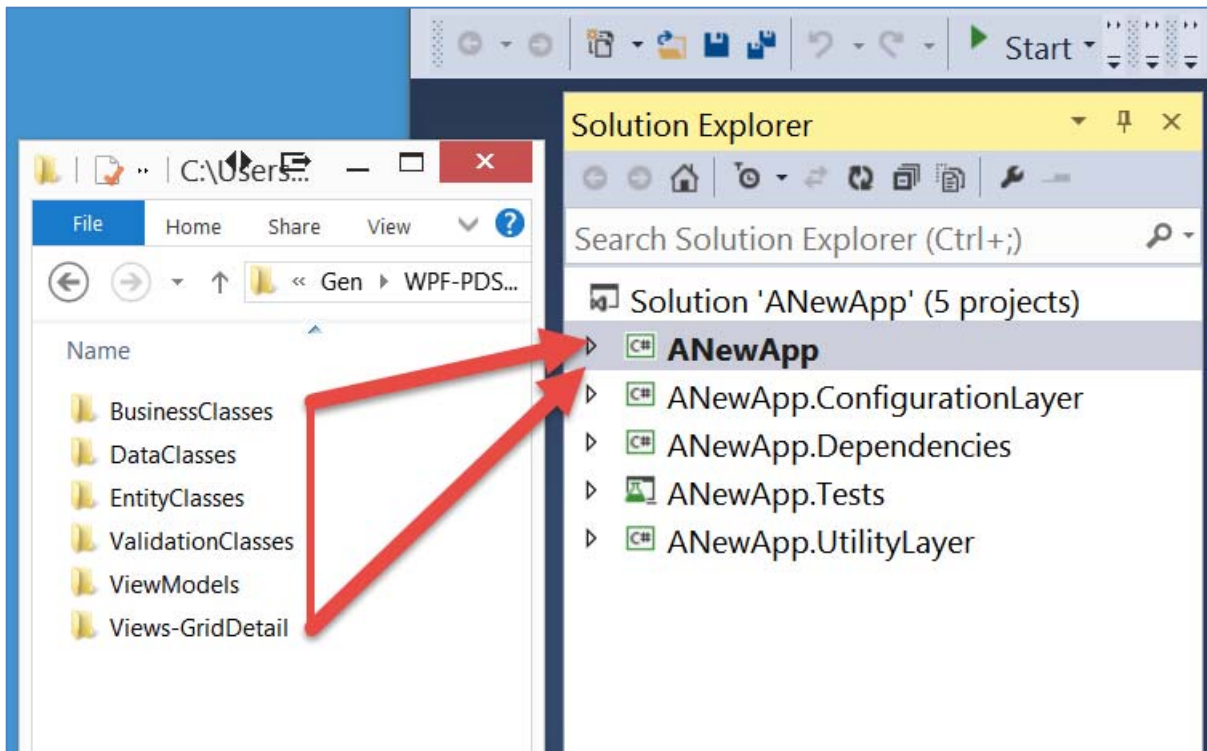 Start
Solution Explorer
C:\Users...
File Home Share View
Search Solution Explorer (Ctrl+;)
« Gen WPF-PDS...
Solution 'ANewApp' (5 projects)
Name
C# ANewApp
BusinessClasses
C# ANewApp.ConfigurationLayer
DataClasses
C# ANewApp.Dependencies
EntityClasses
ANewApp.Tests
ValidationClasses
C# ANewApp.UtilityLayer
ViewModels
Views-GridDetail